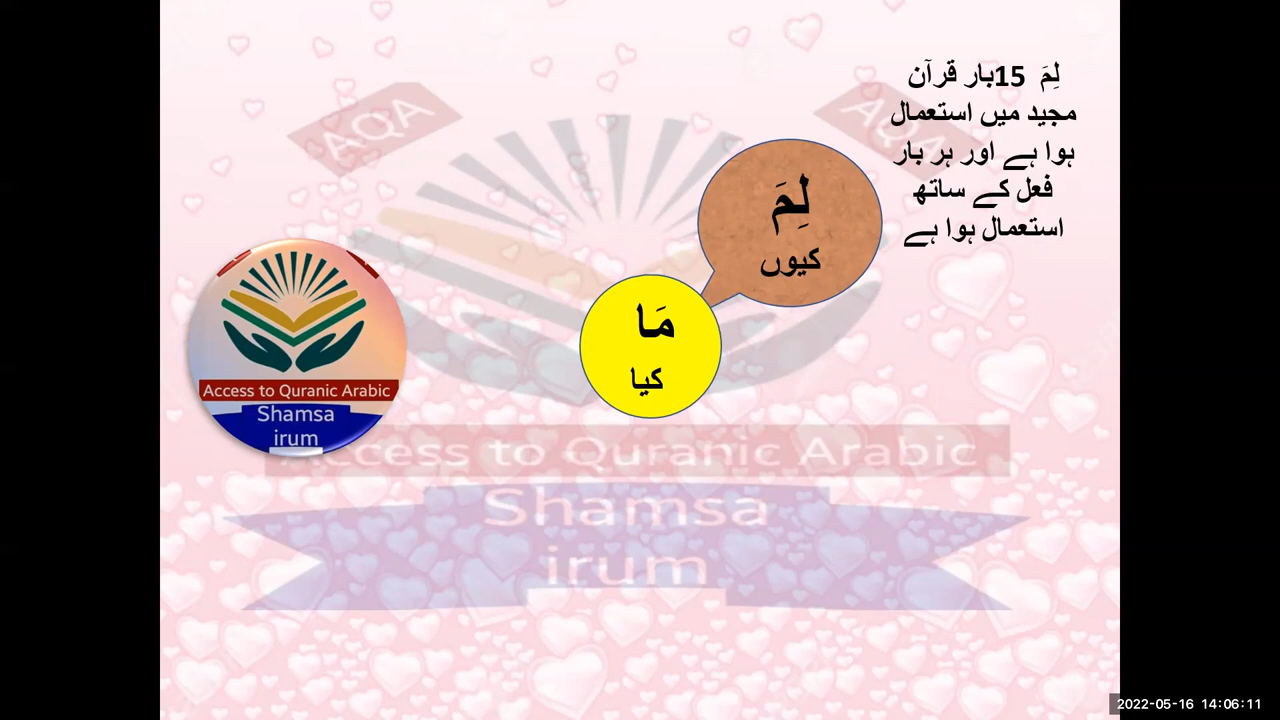 لِمَ 15بار قرآن
مجید میں استعمال
ہوا ہے اور ہر بار
فعل کے ساتھ
استعمال ہوا ہے
لِمَ
کیوں
مَا
کیا
Access to Quranic Arabic
Shamsa
irum
AQA
AQA
Access to Quranic Arabic
Shamsa
irum
2022-05-16 14:06:11